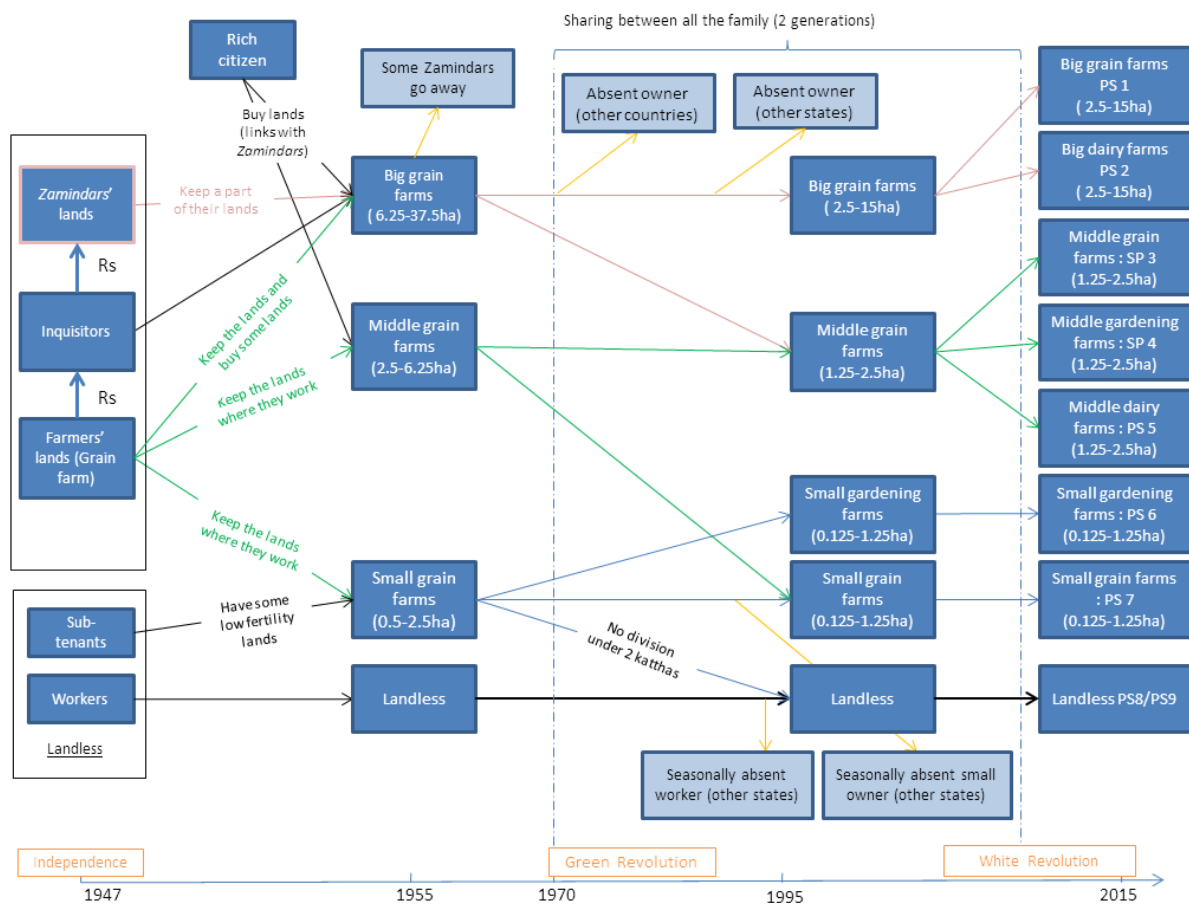 Sharing between all the family (2 generations)
Rich
citizen
Some Zamindars
go away
Absent owner
(other countries)
Absent owner
(other states)
Big grain farms
PS 1
( 2.5-15ha)
Buy lands
(links with
Zamindars)
Zamindars’
lands
Keep a part
of their lands
Big grain
farms
( 6.25-37.5ha)
Big grain farms
( 2.5-15ha)
Big dairy farms
PS 2
(2.5-15ha)
Rs
Inquisitors
Rs
Farmers’
lands (Grain
farm)
Keep the lands and
buy some lands
Keep the lands
where they work
Keep the lands
where they work
Middle grain
farms
(2.5-6.25ha)
Middle grain
farms
(1.25-2.5ha)
Middle grain
farms : SP 3
(1.25-2.5ha)
Middle gardening
farms : SP 4
(1.25-2.5ha)
Middle dairy
farms : PS 5
(1.25-2.5ha)
Small gardening
farms
(0.125-1.25ha)
Small gardening
farms : PS 6
(0.125-1.25ha)
Sub-
tenants
Have some
low fertility
lands
Small grain
farms
(0.5-2.5ha)
Small grain
farms
(0.125-1.25ha)
Small grain farms
: PS 7
(0.125-1.25ha)
No division
under 2 katthas
Workers
Landless
Landless
Landless
Landless PS8/PS9
Seasonally absent
worker (other states)
Seasonally absent small
owner (other states)
Independence
Green Revolution
White Revolution
1947
1955
1970
1995
2015